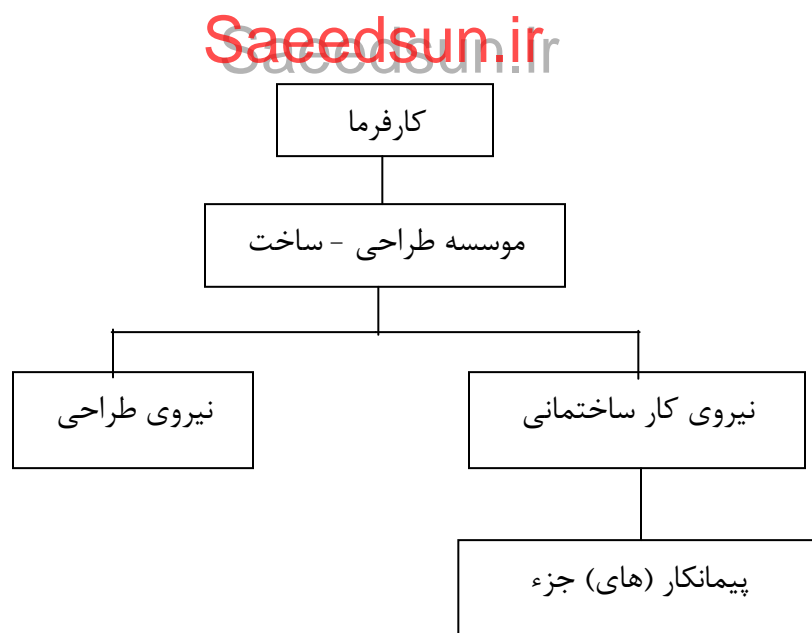 Saeedsun.ir
کارفرما
موسسه طراحی - ساخت
نیروی کار ساختمانی
نیروی طراحی
پیمانکار (های) جزء